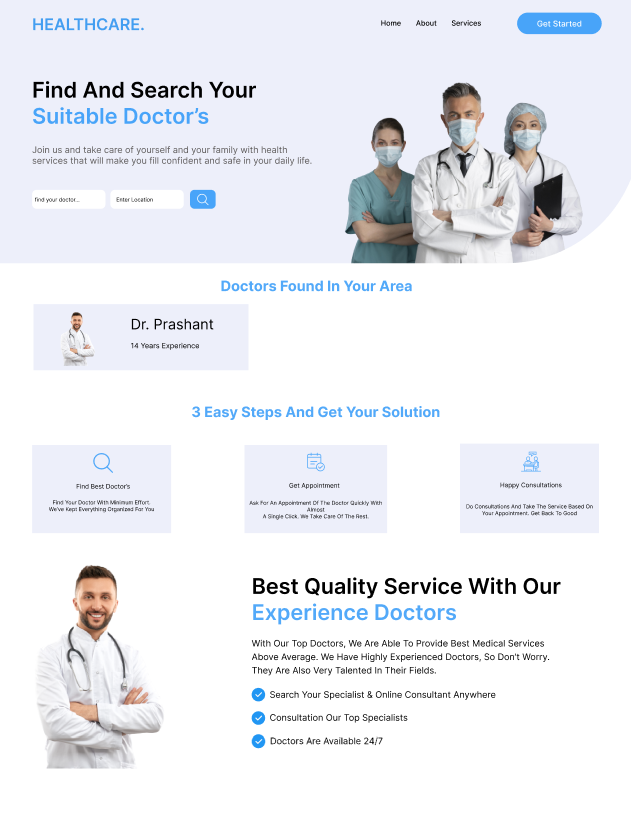 HEALTHCARE.
Home About Services Get Started
Find And Search Your
Suitable Doctor's
Join us and take care of yourself and your family with health
services that will make you fill confident and safe in your daily life.
find your doctor... Enter Location
Doctors Found In Your Area
Dr. Prashant
14 Years Experience
3 Easy Steps And Get Your Solution
Find Best Doctor's
Find Your Doctor With Minimum Effort.
We've Kept Everything Organized For You
Get Appointment
Ask For An Appointment Of The Doctor Quickly With
Almost
A Single Click. We Take Care Of The Rest.
Happy Consultations
Do Consultations And Take The Service Based On
Your Appointment. Get Back To Good
Best Quality Service With Our
Experience Doctors
With Our Top Doctors, We Are Able To Provide Best Medical Services
Above Average. We Have Highly Experienced Doctors, So Don't Worry.
They Are Also Very Talented In Their Fields.
Search Your Specialist & Online Consultant Anywhere
Consultation Our Top Specialists
Doctors Are Available 24/7